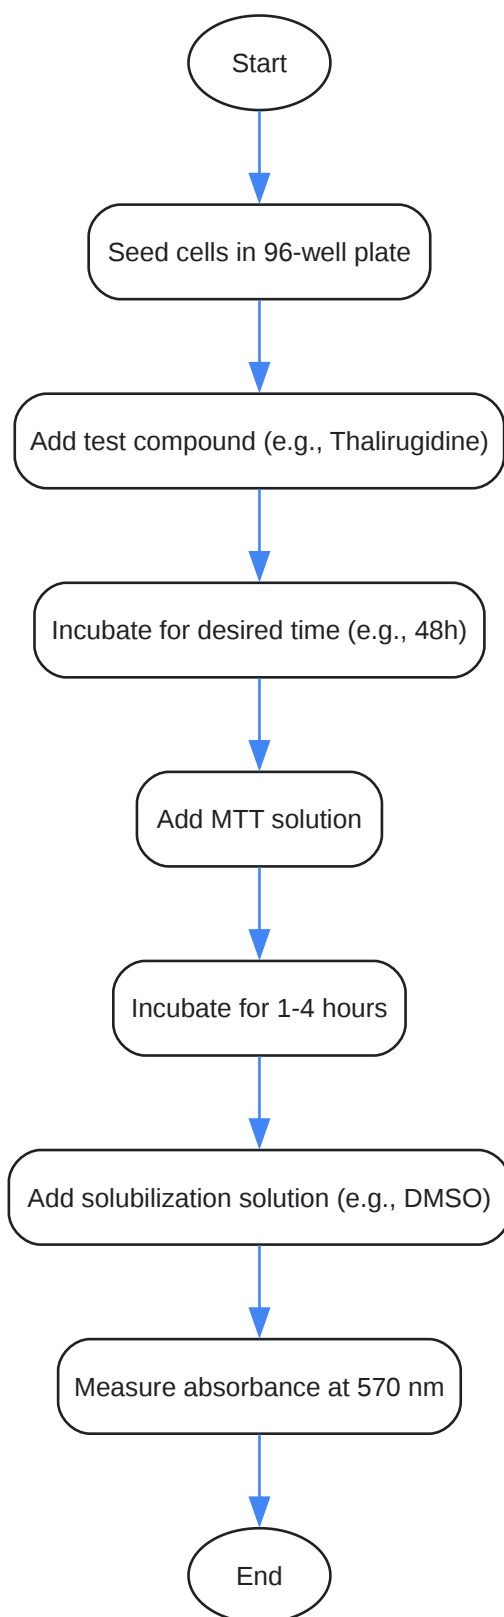 Start
Seed cells in 96-well plate
Add test compound (e.g., Thalirugidine)
Incubate for desired time (e.g., 48h)
Add MTT solution
Incubate for 1-4 hours
Add solubilization solution (e.g., DMSO)
Measure absorbance at 570 nm
End